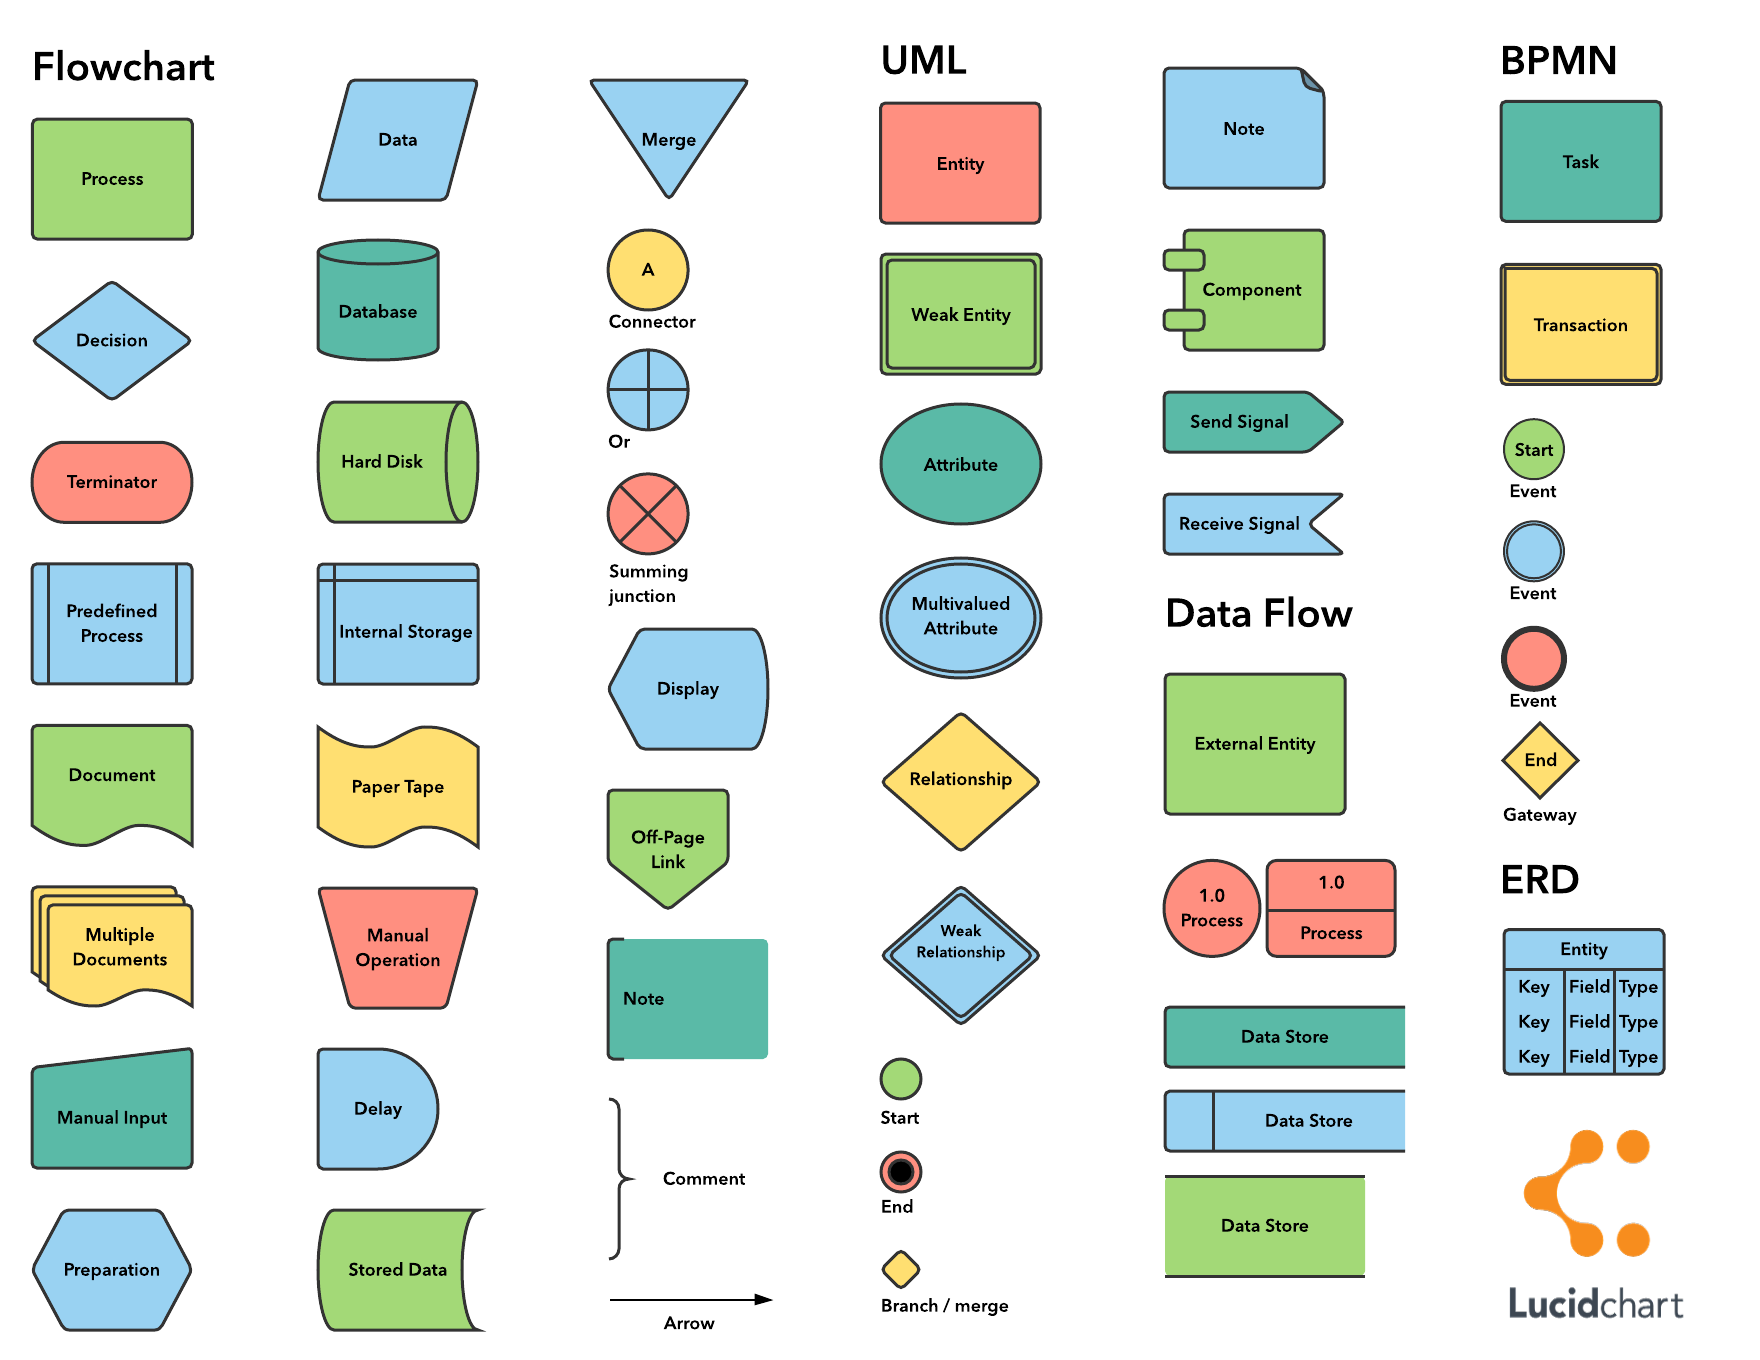 Flowchart
Process
Decision
Terminator
Predefined
Process
Document
Multiple
Documents
Manual Input
Preparation
Data
Database
Hard Disk
Internal Storage
Paper Tape
Manual
Operation
Delay
Stored Data
Merge
A
Connector
Or
Summing
junction
Display
Off-Page
Link
Note
Comment
Arrow
UML
Entity
Weak Entity
Attribute
Multivalued
Attribute
Relationship
Weak
Relationship
Start
End
Branch / merge
Note
Component
Send Signal
Receive Signal
Data Flow
External Entity
1.0
Process
1.0
Process
Data Store
Data Store
Data Store
BPMN
Task
Transaction
Start
Event
Event
Event
End
Gateway
ERD
Entity
Key Field Type
Key Field Type
Key Field Type
Lucidchart